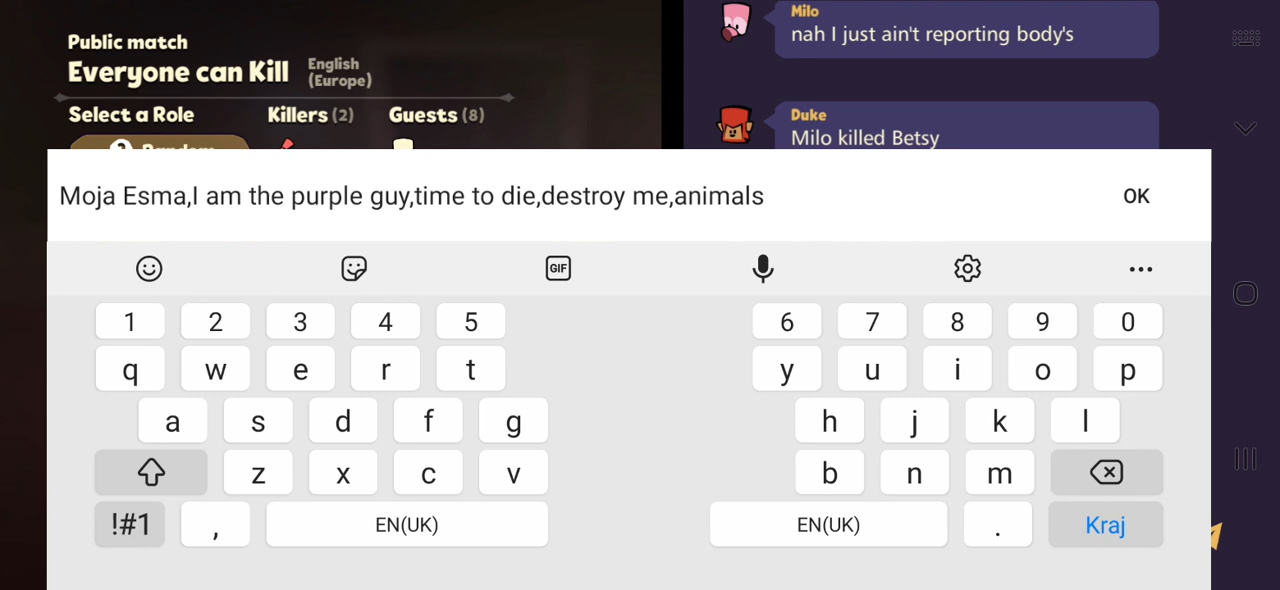 Public match
Everyone can Kill
English
(Europe)
Select a Role
Killers (2)
Guests (8)
Random
Milo
nah I just ain't reporting body's
Duke
Milo killed Betsy
Moja Esma,I am the purple guy,time to die,destroy me,animals
OK
GIF
1 2 3 4 5 6 7 8 9 0
q w e r t y u i o p
a s d f g h j k l
z x c v b n m
!#1 , EN(UK) EN(UK) . Kraj